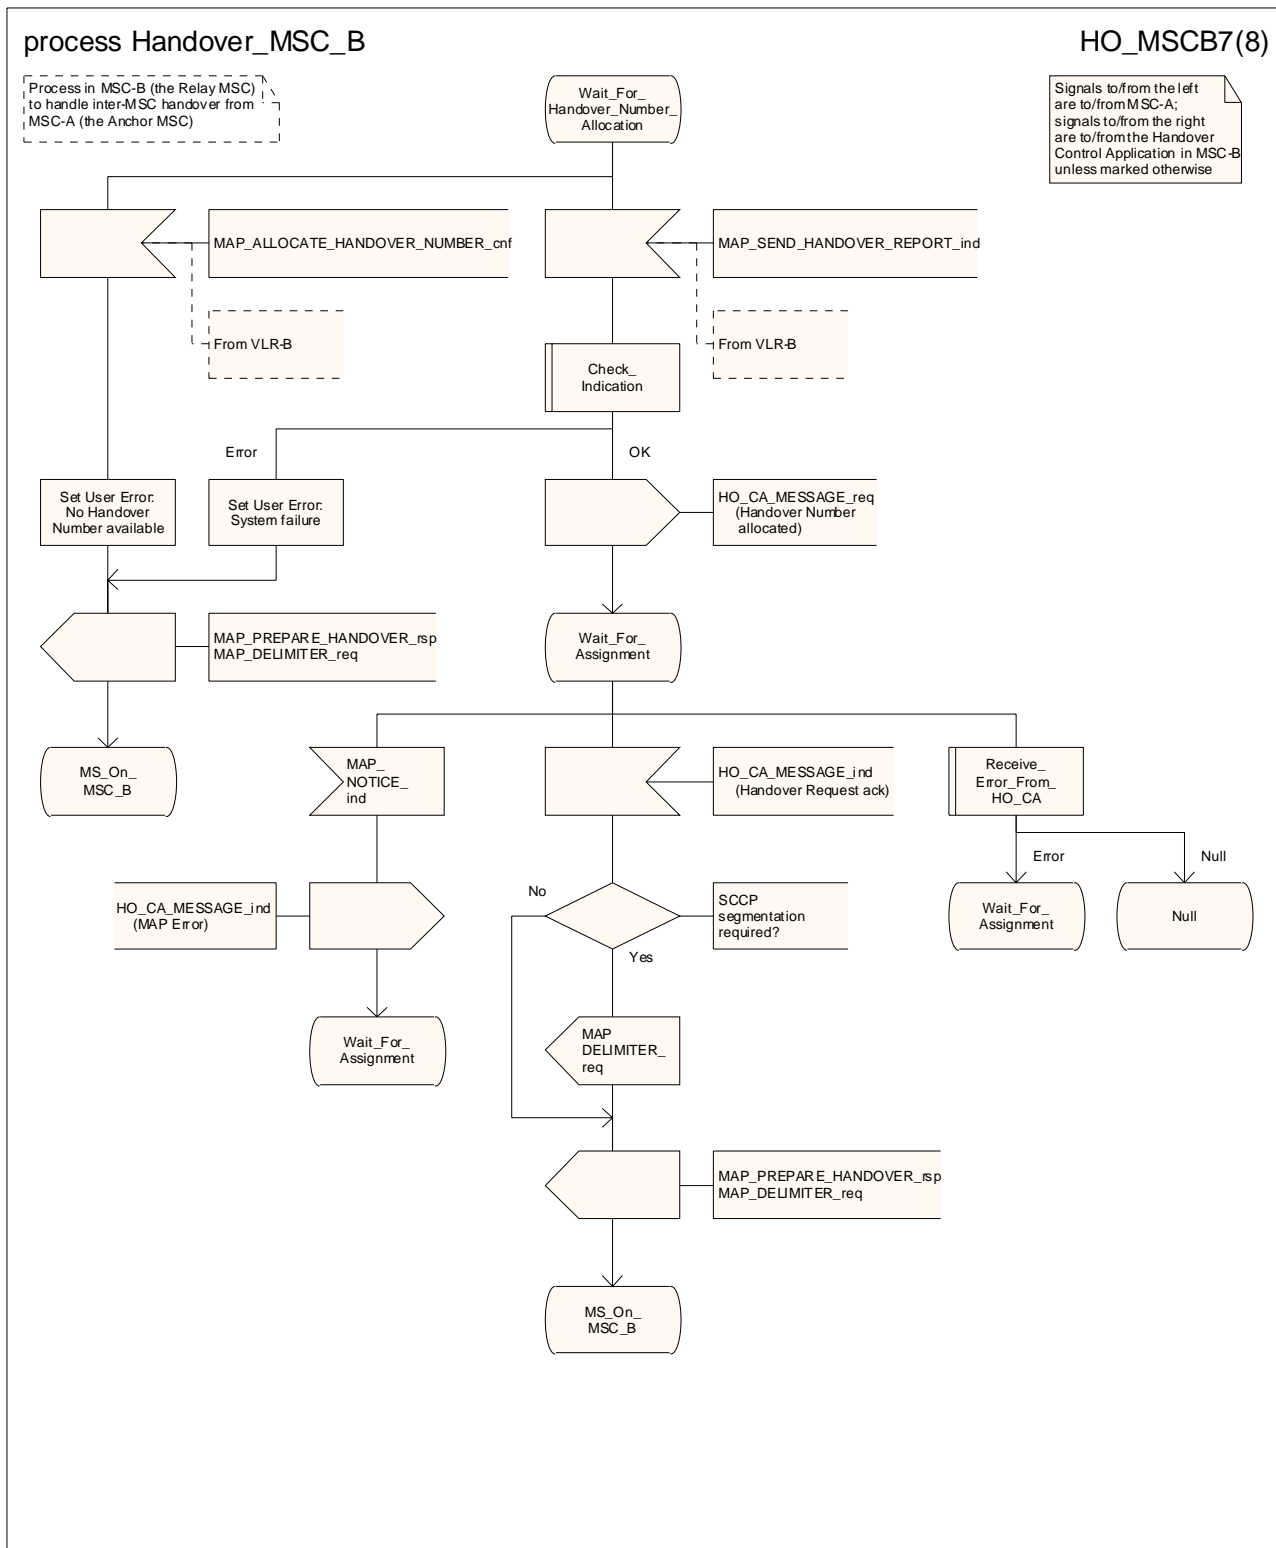 process Handover_MSC_B
HO_MSCB7(8)
Process in MSC-B (the Relay MSC)
to handle inter-MSC handover from
MSC-A (the Anchor MSC)
Wait_For_
Handover_Number_
Allocation
Signals to/from the left
are to/from MSC-A;
signals to/from the right
are to/from the Handover
Control Application in MSC-B
unless marked otherwise
MAP_ALLOCATE_HANDOVER_NUMBER_cnf
MAP_SEND_HANDOVER_REPORT_ind
From VLR-B
From VLR-B
Check_
Indication
Error
OK
Set User Error:
No Handover
Number available
Set User Error:
System failure
HO_CA_MESSAGE_req
(Handover Number
allocated)
MAP_PREPARE_HANDOVER_rsp
MAP_DELIMITER_req
Wait_For_
Assignment
MS_On_
MSC_B
MAP_
NOTICE_
ind
HO_CA_MESSAGE_ind
(Handover Request ack)
Receive_
Error_From_
HO_CA
Error
Null
HO_CA_MESSAGE_ind
(MAP Error)
No
SCCP
segmentation
required?
Yes
Wait_For_
Assignment
Null
Wait_For_
Assignment
MAP
DELIMITER_
req
MAP_PREPARE_HANDOVER_rsp
MAP_DELIMITER_req
MS_On_
MSC_B